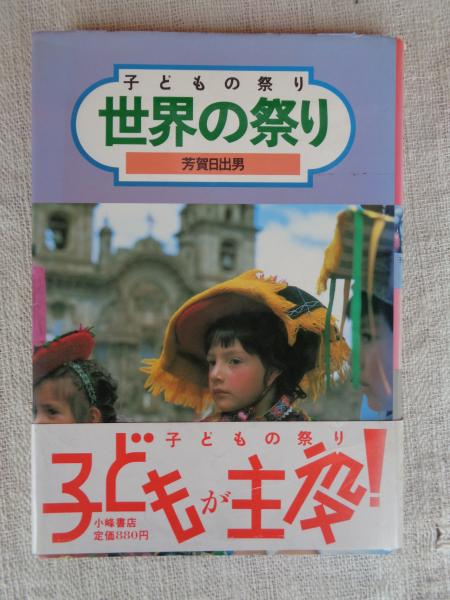 子どもの祭り
世界の祭り
芳賀日出男
子どもの祭り
子どもが主役!
小峰書店
定価880円